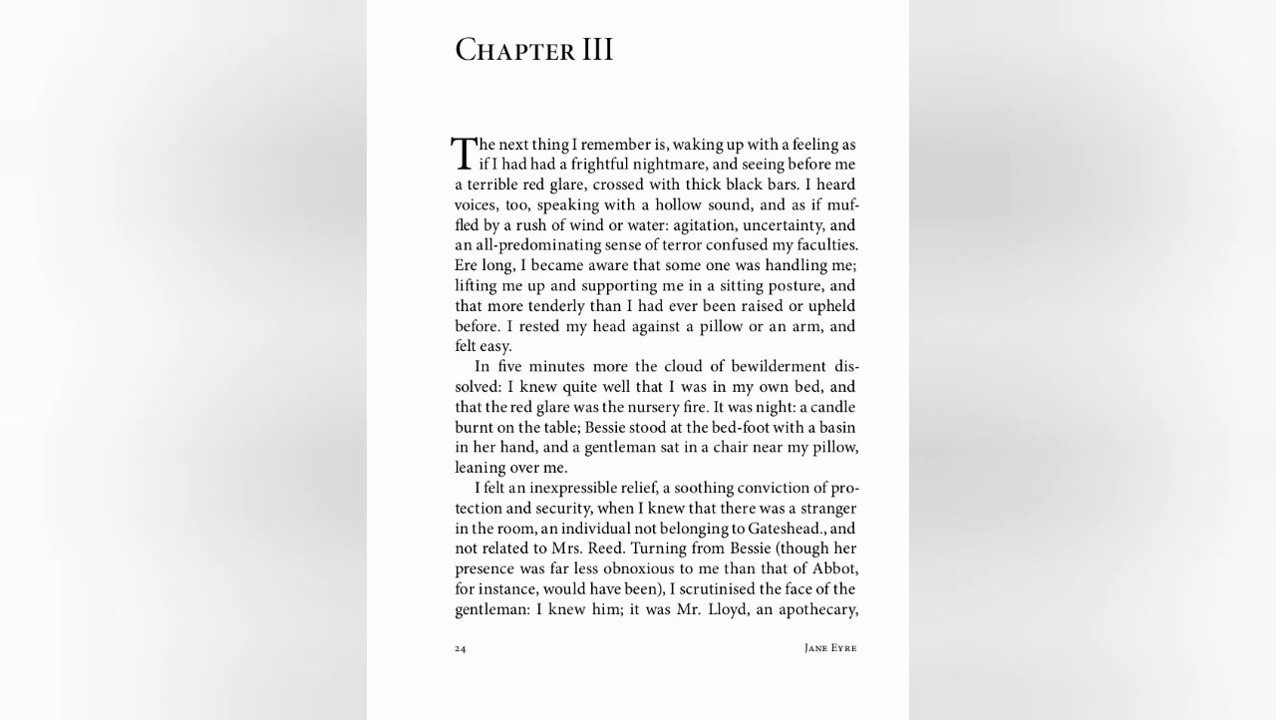 Chapter III
The next thing I remember is, waking up with a feeling as
if I had had a frightful nightmare, and seeing before me
a terrible red glare, crossed with thick black bars. I heard
voices, too, speaking with a hollow sound, and as if muf-
fled by a rush of wind or water: agitation, uncertainty, and
an all-predominating sense of terror confused my faculties.
Ere long, I became aware that some one was handling me;
lifting me up and supporting me in a sitting posture, and
that more tenderly than I had ever been raised or upheld
before. I rested my head against a pillow or an arm, and
felt easy.
In five minutes more the cloud of bewilderment dis-
solved: I knew quite well that I was in my own bed, and
that the red glare was the nursery fire. It was night: a candle
burnt on the table; Bessie stood at the bed-foot with a basin
in her hand, and a gentleman sat in a chair near my pillow,
leaning over me.
I felt an inexpressible relief, a soothing conviction of pro-
tection and security, when I knew that there was a stranger
in the room, an individual not belonging to Gateshead., and
not related to Mrs. Reed. Turning from Bessie (though her
presence was far less obnoxious to me than that of Abbot,
for instance, would have been), I scrutinised the face of the
gentleman: I knew him; it was Mr. Lloyd, an apothecary,
24 Jane Eyre